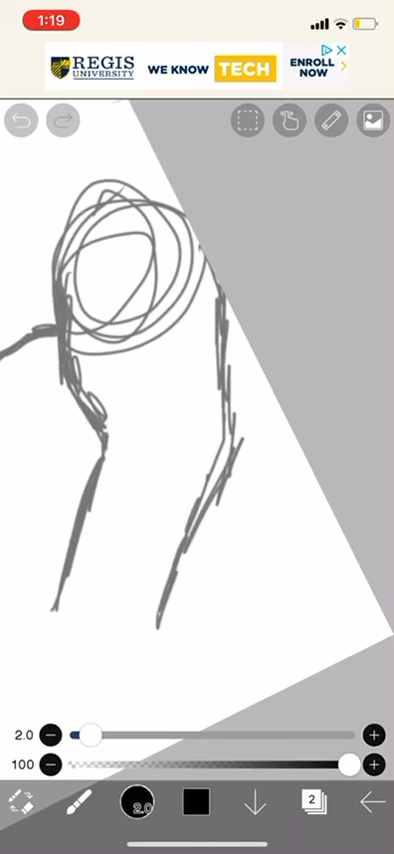 1:19
REGIS
UNIVERSITY
WE KNOW TECH
ENROLL
NOW
2.0
100
2.0
2